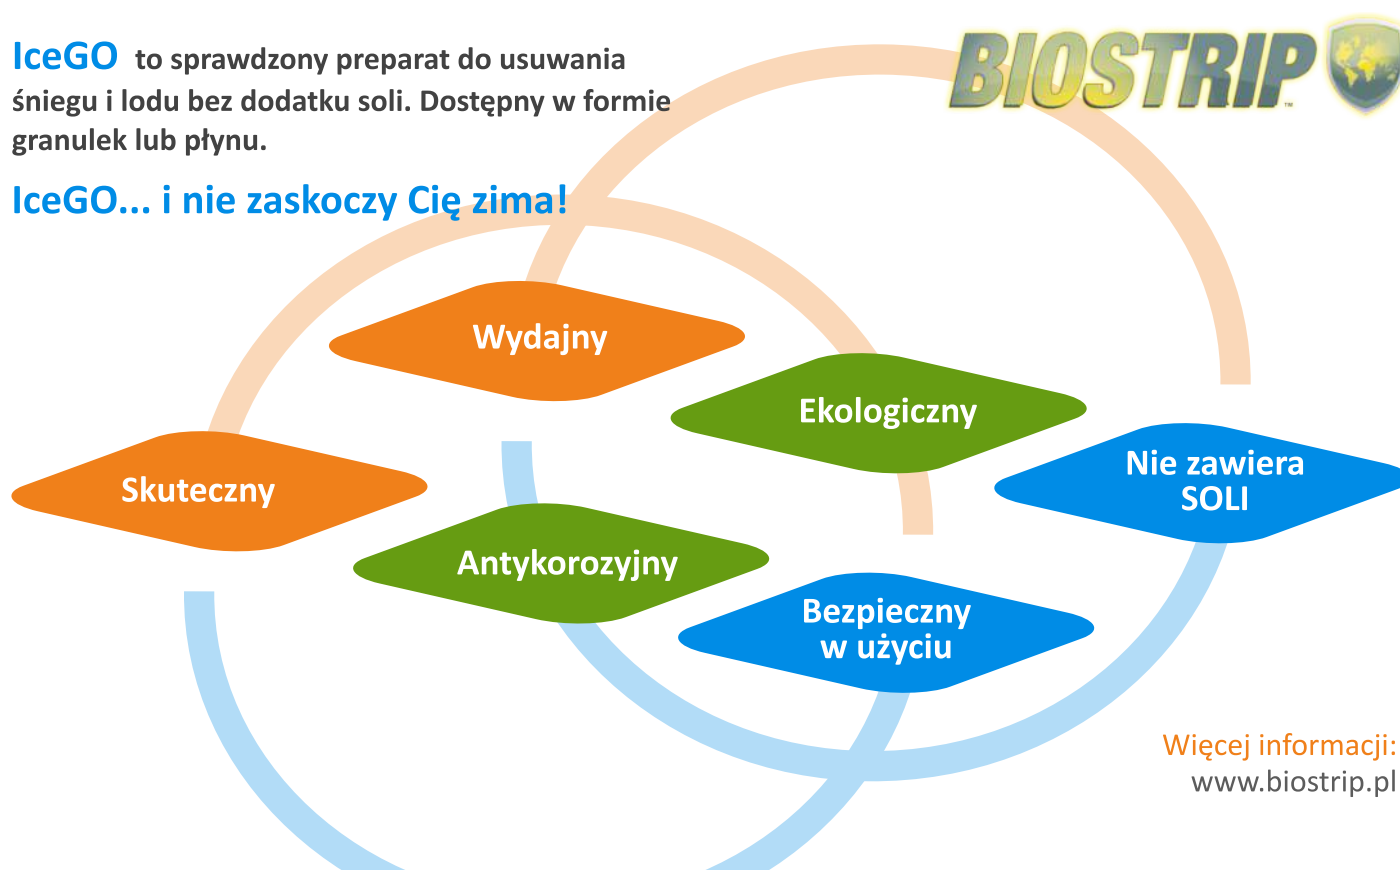 IceGO to sprawdzony preparat do usuwania
śniegu i lodu bez dodatku soli. Dostępny w formie
granulek lub płynu.
IceGO... i nie zaskoczy Cię zima!
BIOSTRIP™
Wydajny
Ekologiczny
Nie zawiera
SOLI
Skuteczny
Antykorozyjny
Bezpieczny
w użyciu
Więcej informacji:
www.biostrip.pl